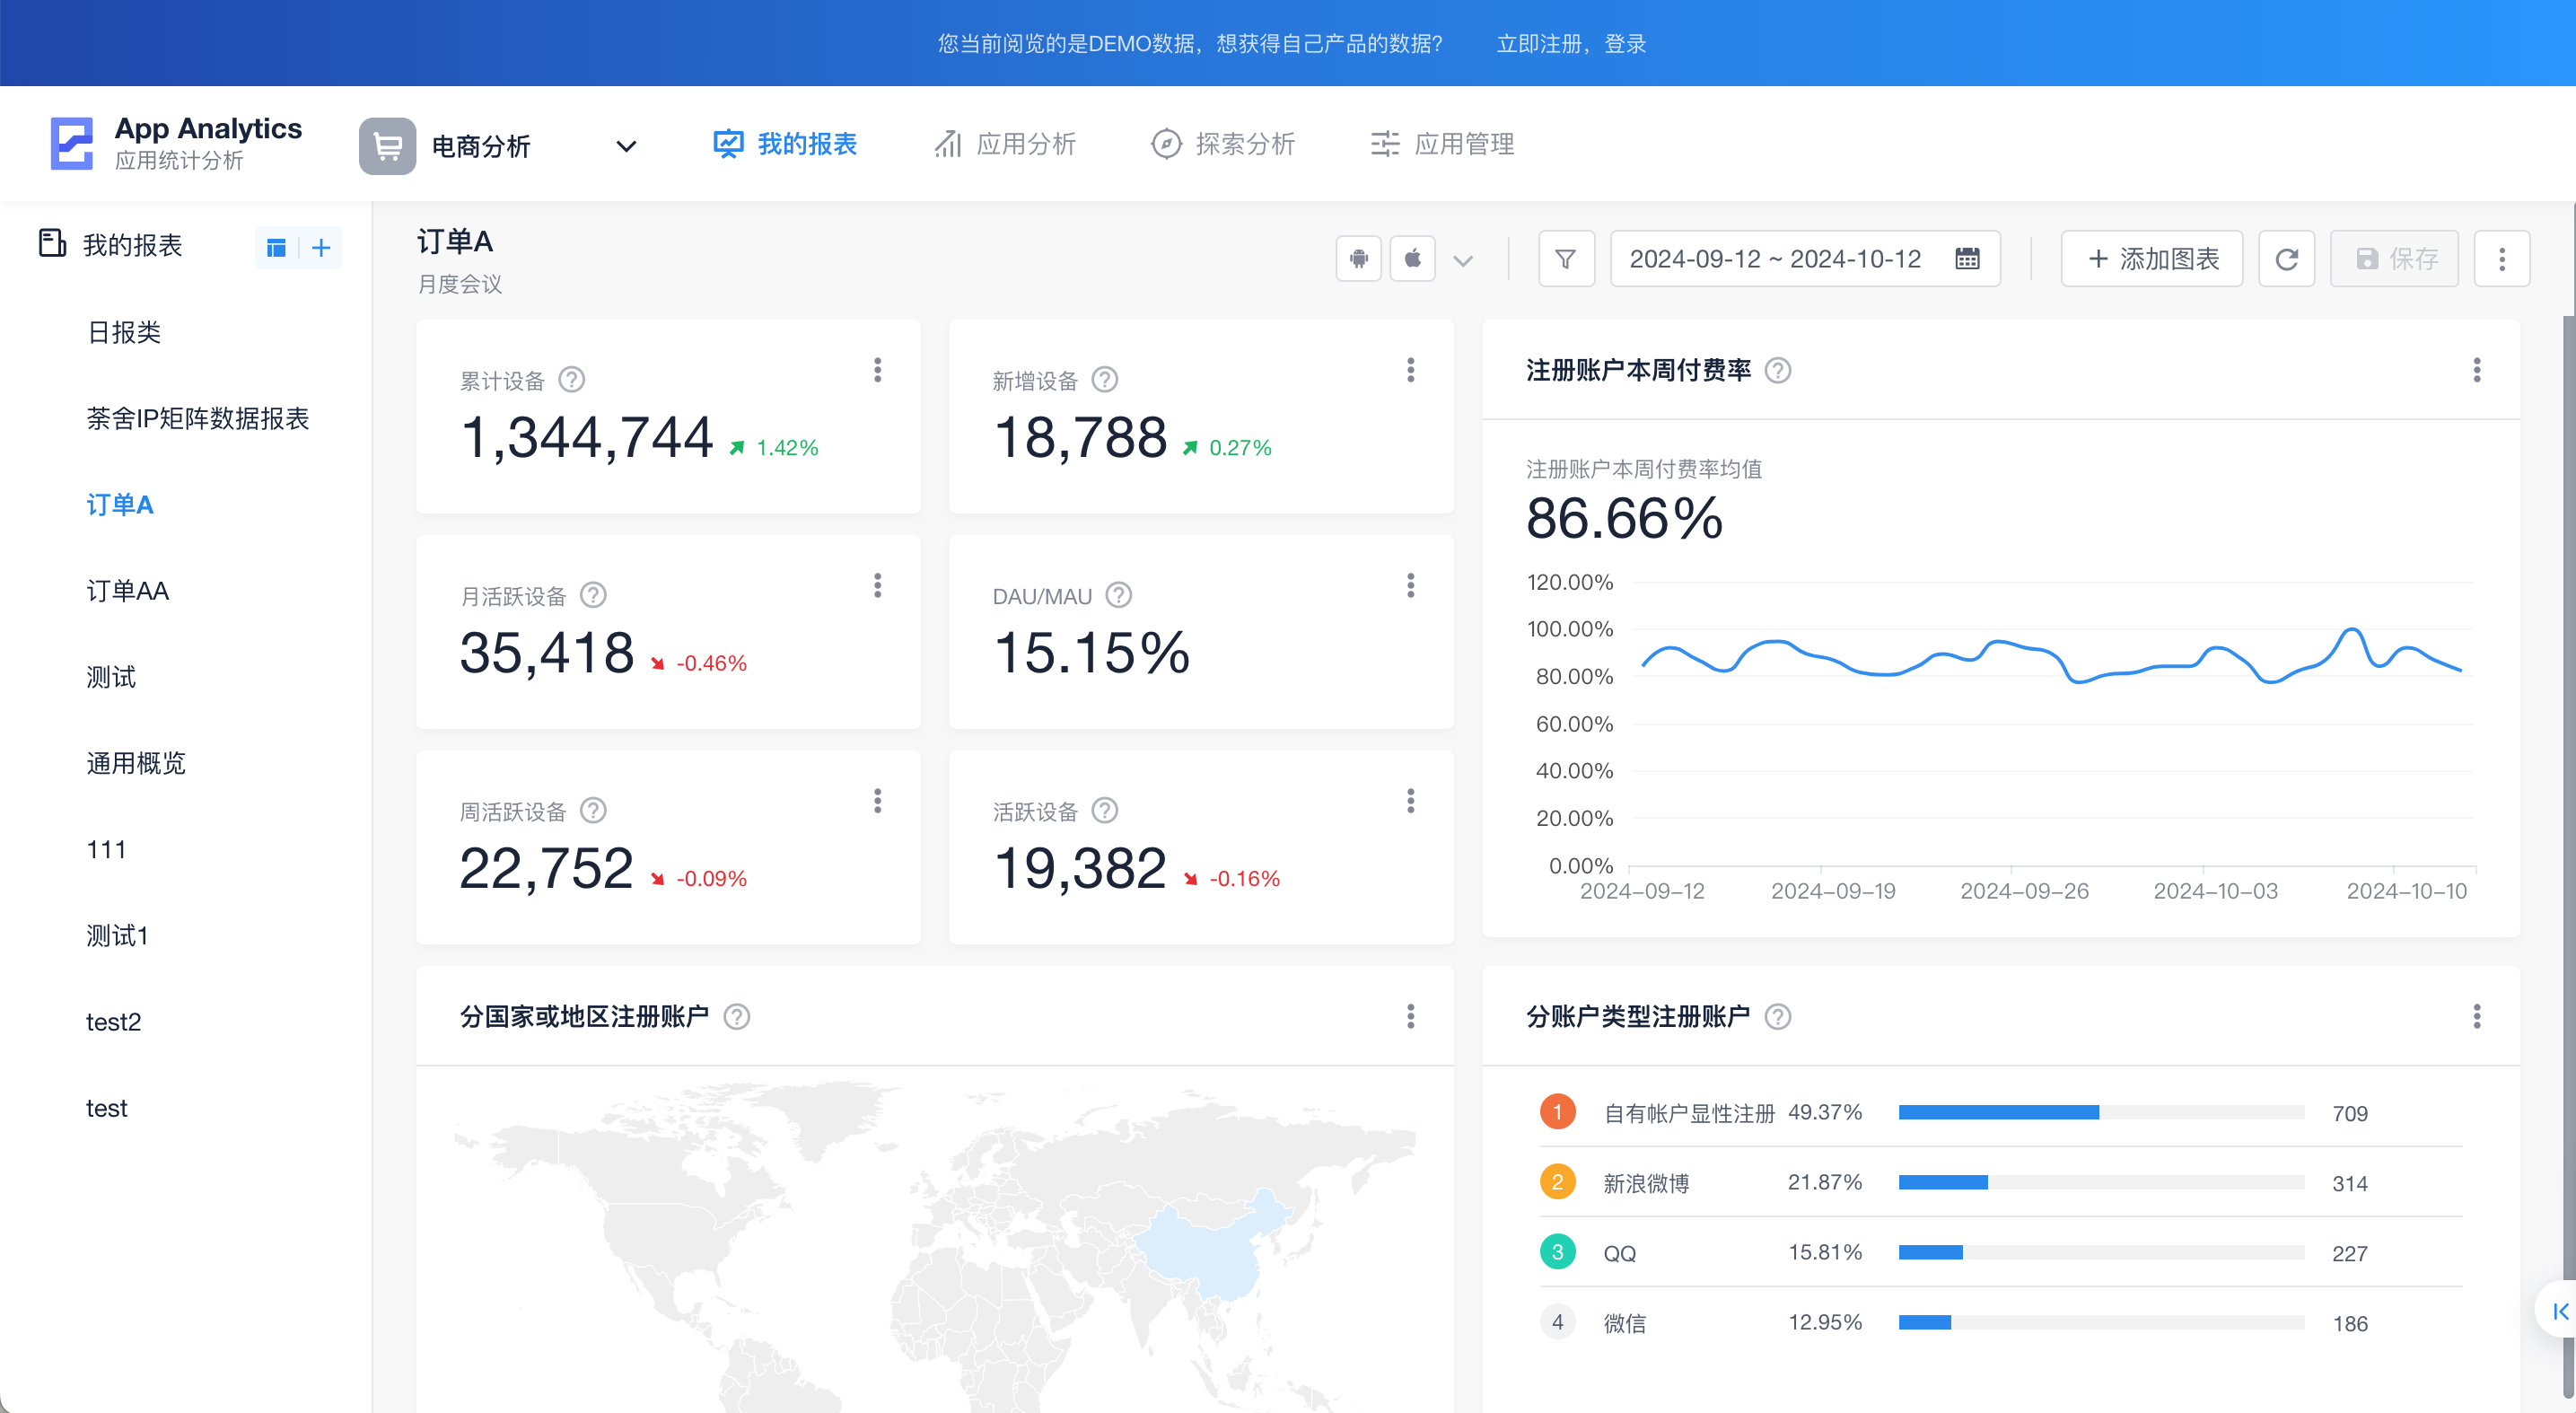 您当前阅览的是DEMO数据，想获得自己产品的数据？ 立即注册，登录
App Analytics
应用统计分析
电商分析
我的报表
应用分析
探索分析
应用管理
我的报表
日报类
荼舍IP矩阵数据报表
订单A
订单AA
测试
通用概览
111
测试1
test2
test
订单A
月度会议
2024-09-12 ~ 2024-10-12
添加图表
保存
累计设备
1,344,744 1.42%
新增设备
18,788 0.27%
月活跃设备
35,418 -0.46%
DAU/MAU
15.15%
周活跃设备
22,752 -0.09%
活跃设备
19,382 -0.16%
注册账户本周付费率
注册账户本周付费率均值
86.66%
120.00%
100.00%
80.00%
60.00%
40.00%
20.00%
0.00%
2024-09-12 2024-09-19 2024-09-26 2024-10-03 2024-10-10
分国家或地区注册账户
分账户类型注册账户
1 自有帐户显性注册 49.37% 709
2 新浪微博 21.87% 314
3 QQ 15.81% 227
4 微信 12.95% 186